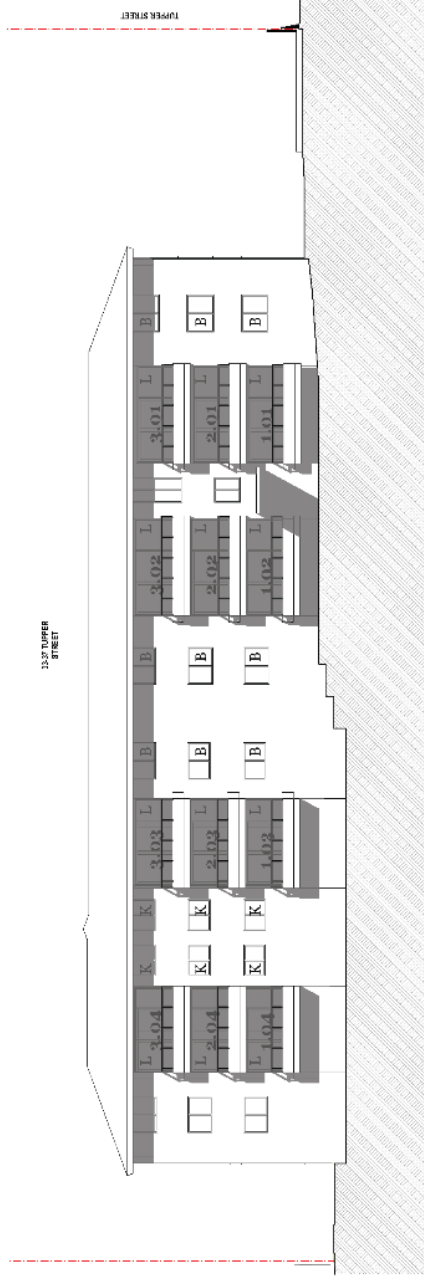 TUPPER STREET
33-37 TUPPER
STREET
L 3.04 K K 3.03 L B B 3.02 L 3.01 L B
L 2.04 K K 2.03 L B B 2.02 L 2.01 L B
L 1.04 K K 1.03 L B B 1.02 L 1.01 L B